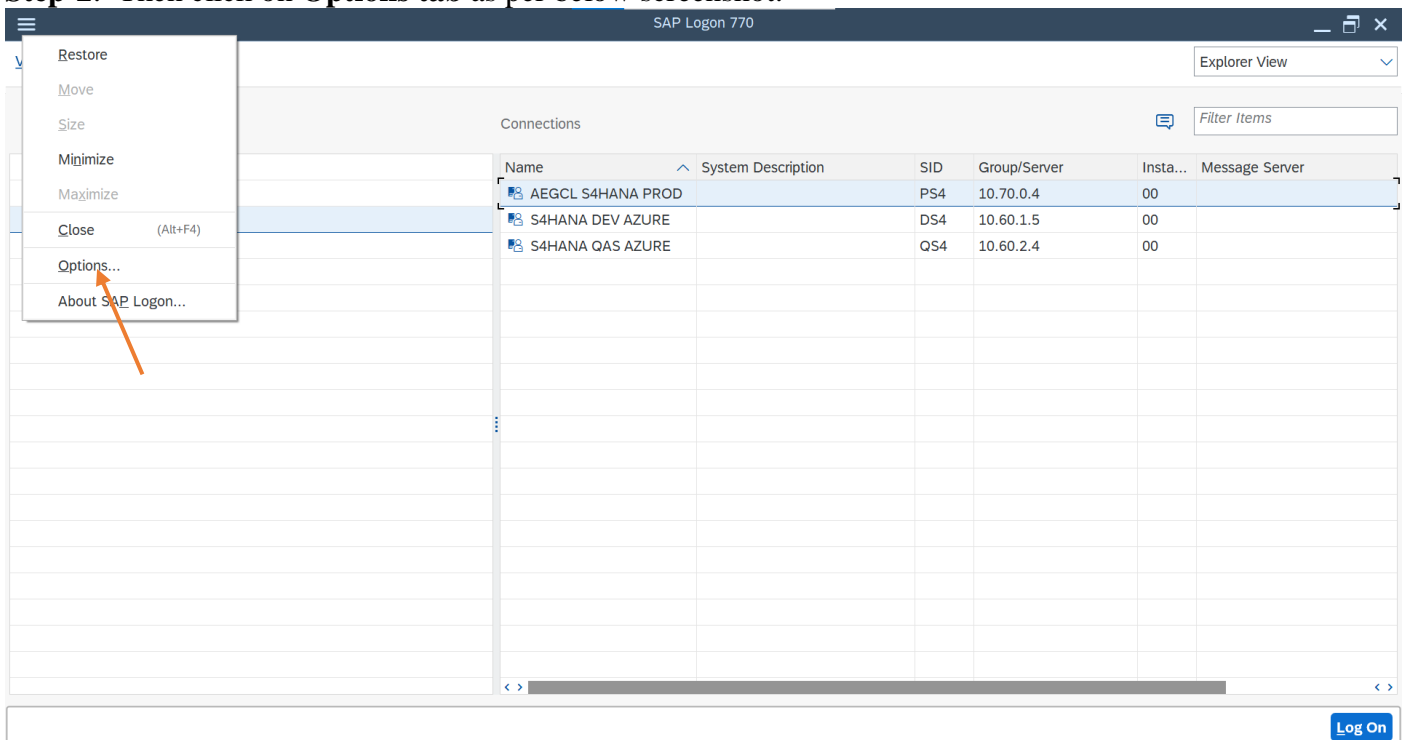 Step 2: Then click on Options tab as per below screenshot.
SAP Logon 770
Restore
Move
Size
Minimize
Maximize
Close (Alt+F4)
Options...
About SAP Logon...
V
Explorer View
Connections
Filter Items
Name System Description SID Group/Server Insta... Message Server
AEGCL S4HANA PROD PS4 10.70.0.4 00
S4HANA DEV AZURE DS4 10.60.1.5 00
S4HANA QAS AZURE QS4 10.60.2.4 00
Log On